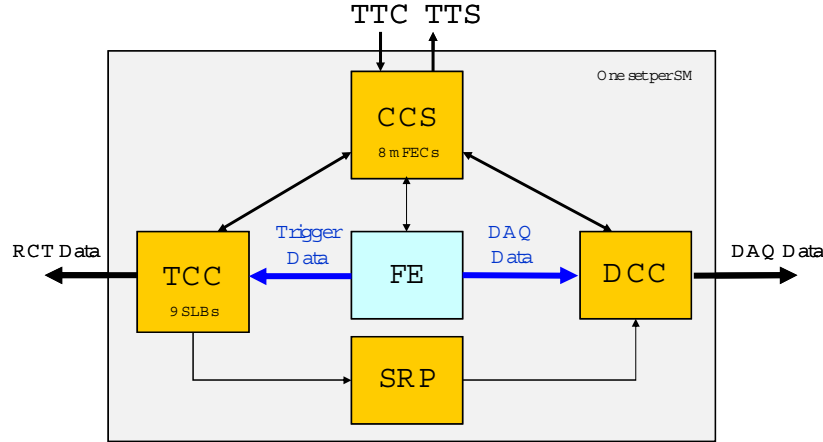 TTC TTS
One set per SM
CCS
8 mFECs
Trigger
Data
DAQ
Data
RCT Data
TCC
9 SLBs
FE
DCC
DAQ Data
SRP